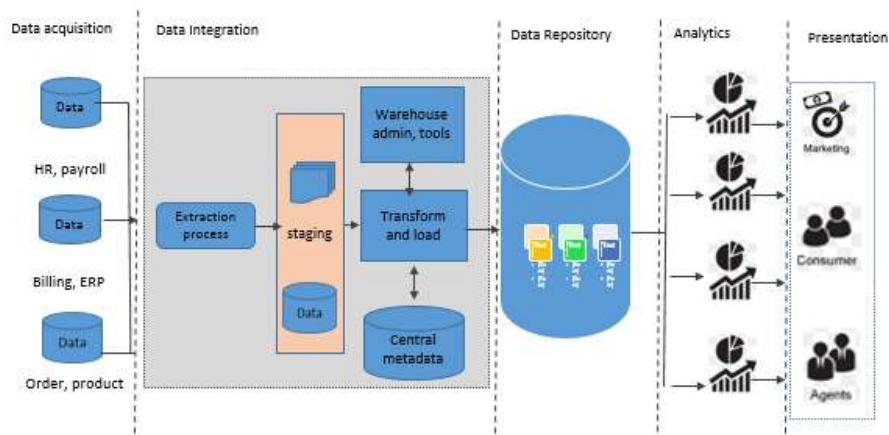 Data acquisition
Data Integration
Data Repository
Analytics
Presentation
Data
HR, payroll
Data
Billing, ERP
Data
Order, product
Extraction
process
staging
Data
Warehouse
admin, tools
Transform
and load
Central
metadata
Marketing
Consumer
Agents